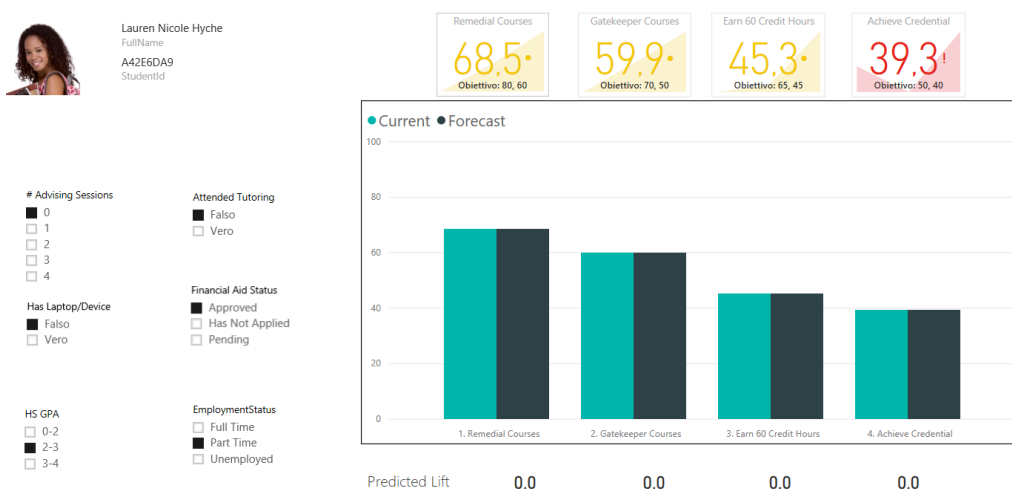 Lauren Nicole Hyche
FullName
A42E6DA9
StudentId
Remedial Courses
68,5
Obiettivo: 80, 60
Gatekeeper Courses
59,9
Obiettivo: 70, 50
Earn 60 Credit Hours
45,3
Obiettivo: 65, 45
Achieve Credential
39,3!
Obiettivo: 50, 40
# Advising Sessions
0
1
2
3
4
Attended Tutoring
Falso
Vero
Has Laptop/Device
Falso
Vero
Financial Aid Status
Approved
Has Not Applied
Pending
HS GPA
0-2
2-3
3-4
EmploymentStatus
Full Time
Part Time
Unemployed
Current Forecast
100
80
60
40
20
0
1. Remedial Courses 2. Gatekeeper Courses 3. Earn 60 Credit Hours 4. Achieve Credential
Predicted Lift 0.0 0.0 0.0 0.0